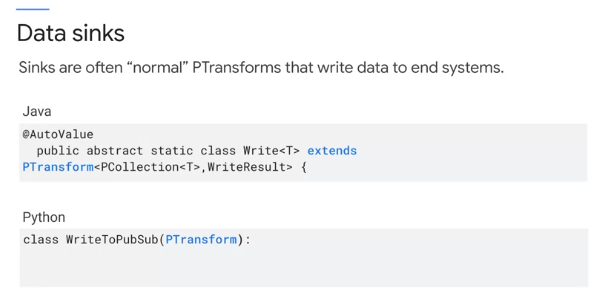 Data sinks
Sinks are often “normal” PTransforms that write data to end systems.
Java
@AutoValue
  public abstract static class Write<T> extends
PTransform<PCollection<T>,WriteResult> {
Python
class WriteToPubSub(PTransform):